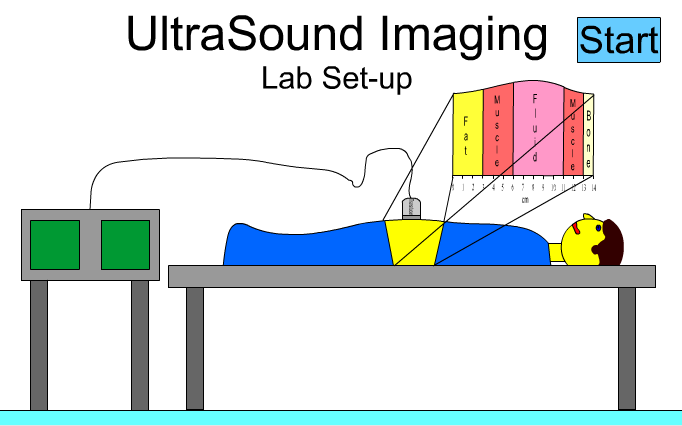 UltraSound Imaging
Start
Lab Set-up
Fat
Muscle
Fluid
Muscle
Bone
0 1 2 3 4 5 6 7 8 9 10 11 12 13 14
cm